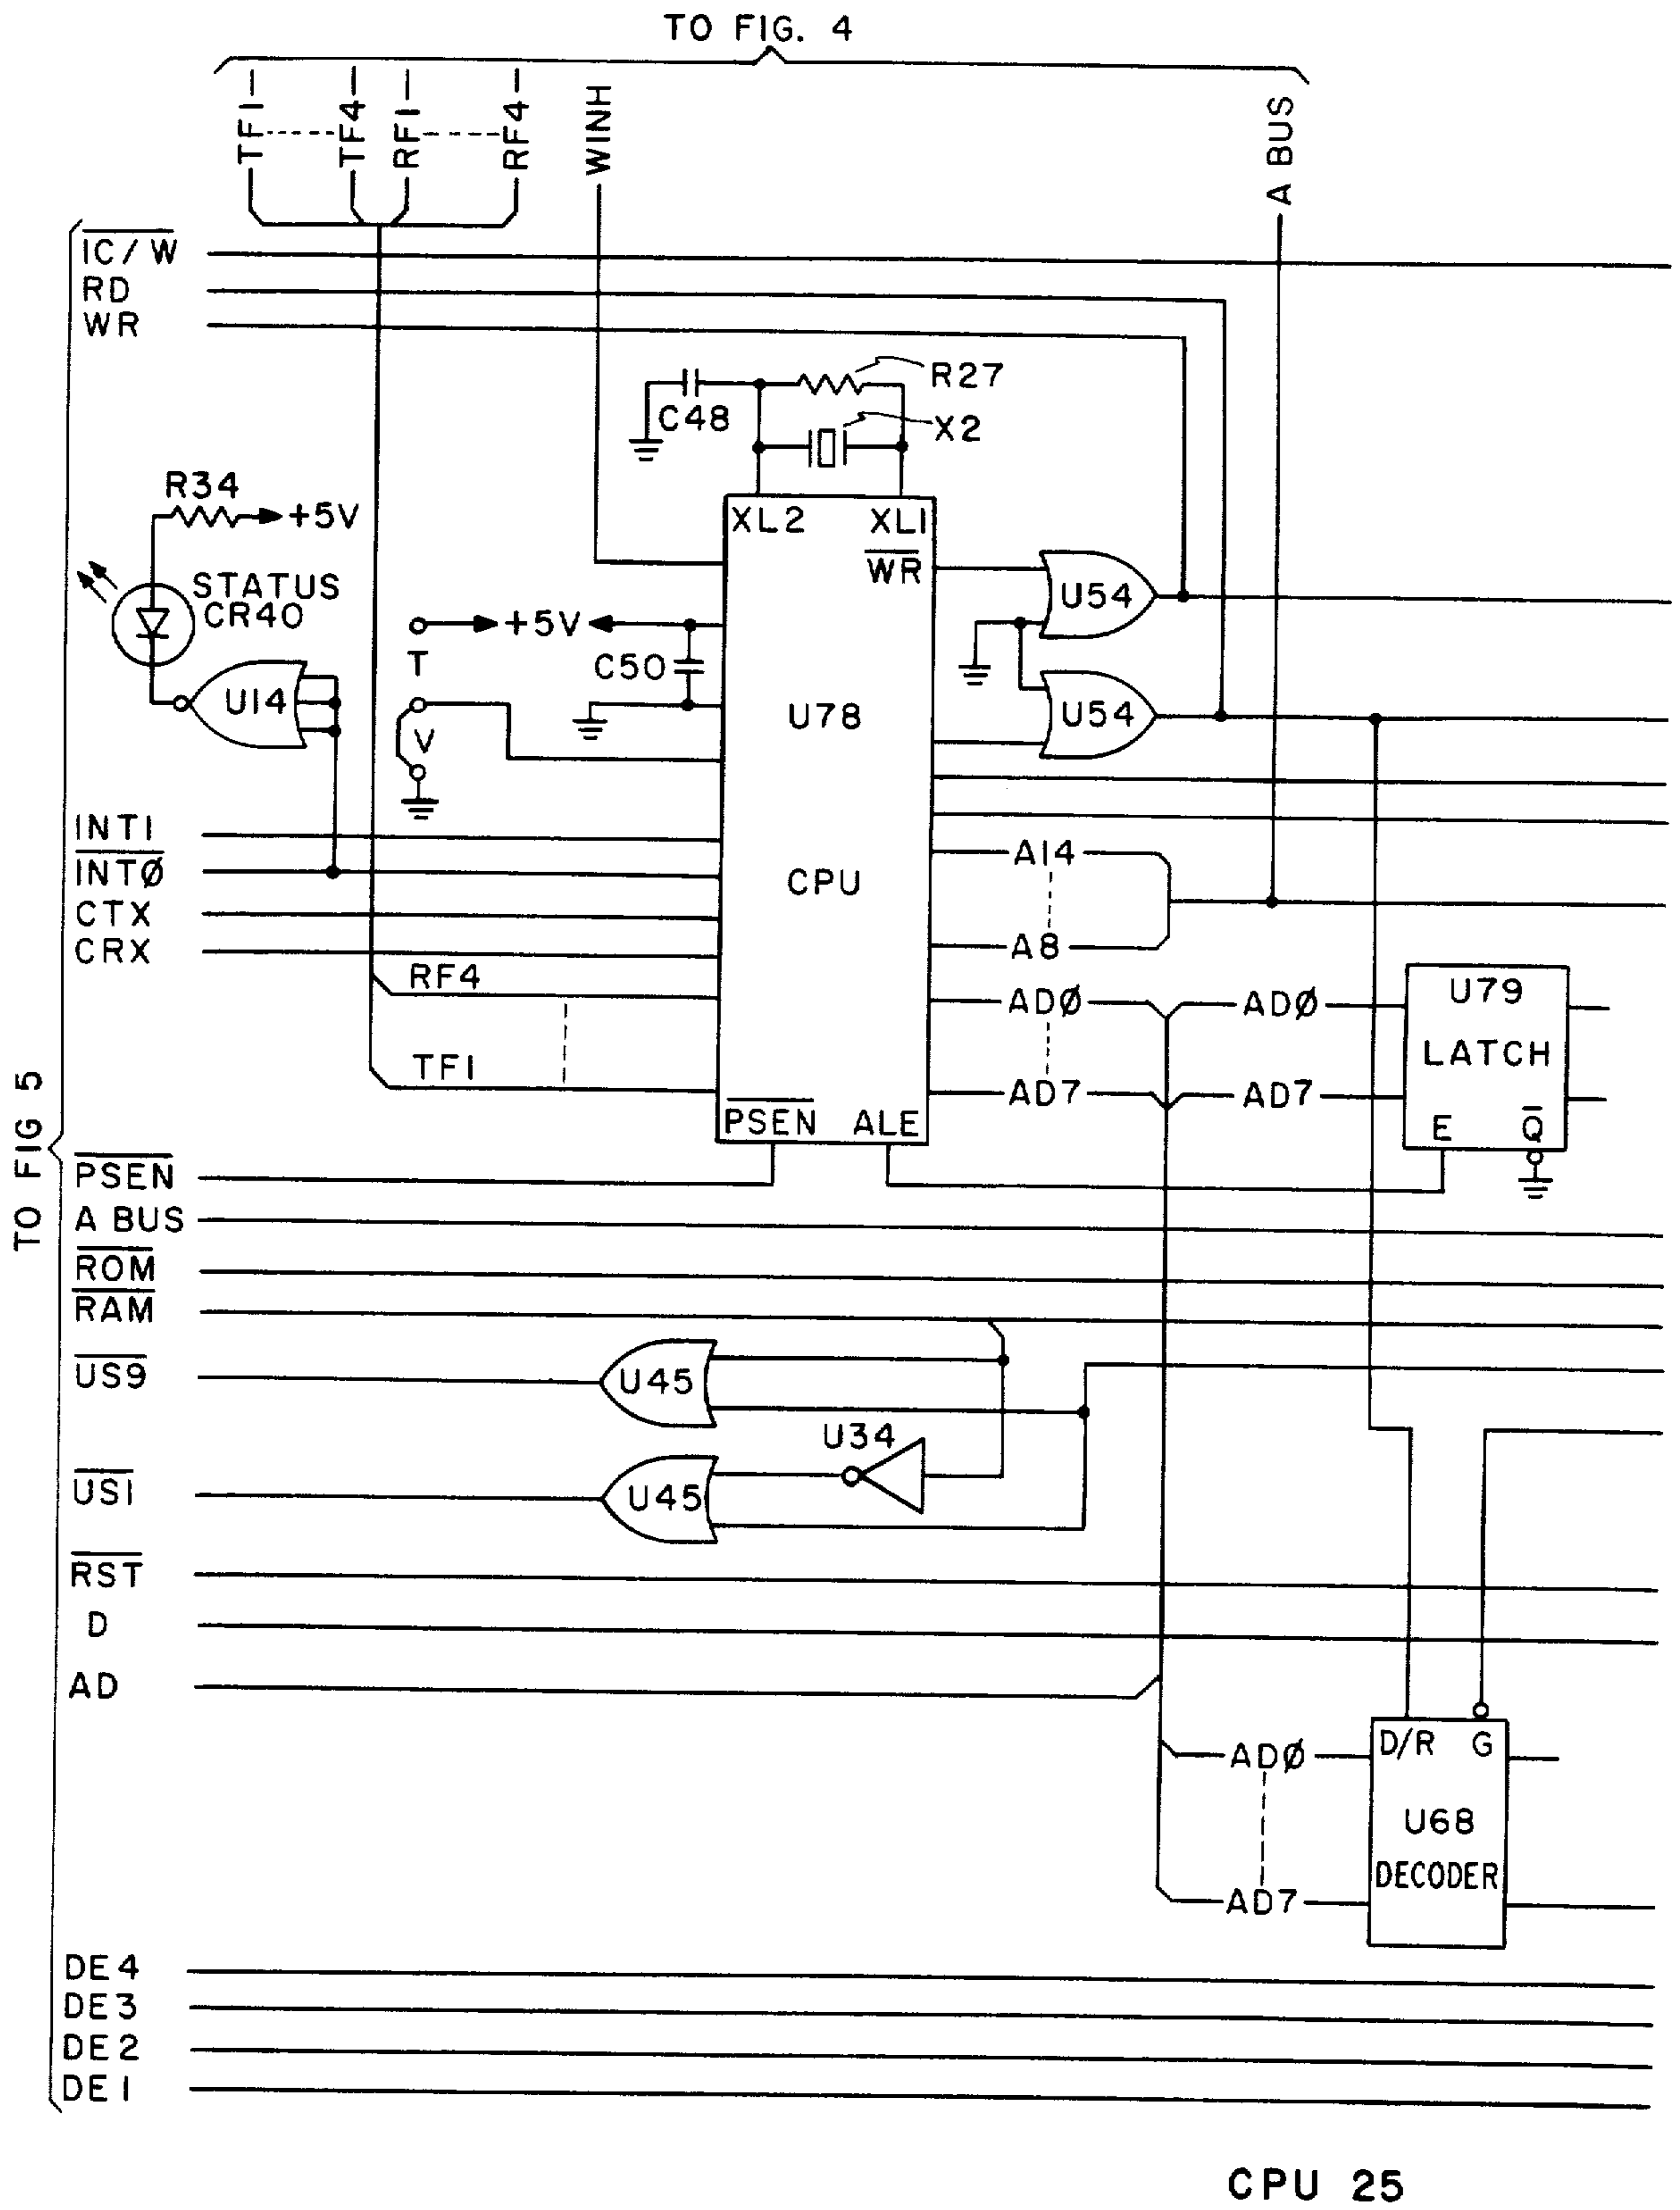 TO FIG. 4
TF1
TF4
RF1
RF4
WINH
A BUS
IC/W
RD
WR
R27
C48
X2
R34
+5V
XL2 XL1
WR
STATUS
CR40
U54
+5V
T
C50
U14
V
U78
U54
INT1
INTØ
CTX
CRX
CPU
A14
A8
RF4
ADØ
ADØ
U79
LATCH
TF1
AD7
AD7
PSEN ALE
E Q
TO FIG 5
PSEN
A BUS
ROM
RAM
US9
U45
U34
US1
U45
RST
D
AD
ADØ
D/R G
U68
DECODER
AD7
DE4
DE3
DE2
DE1
CPU 25